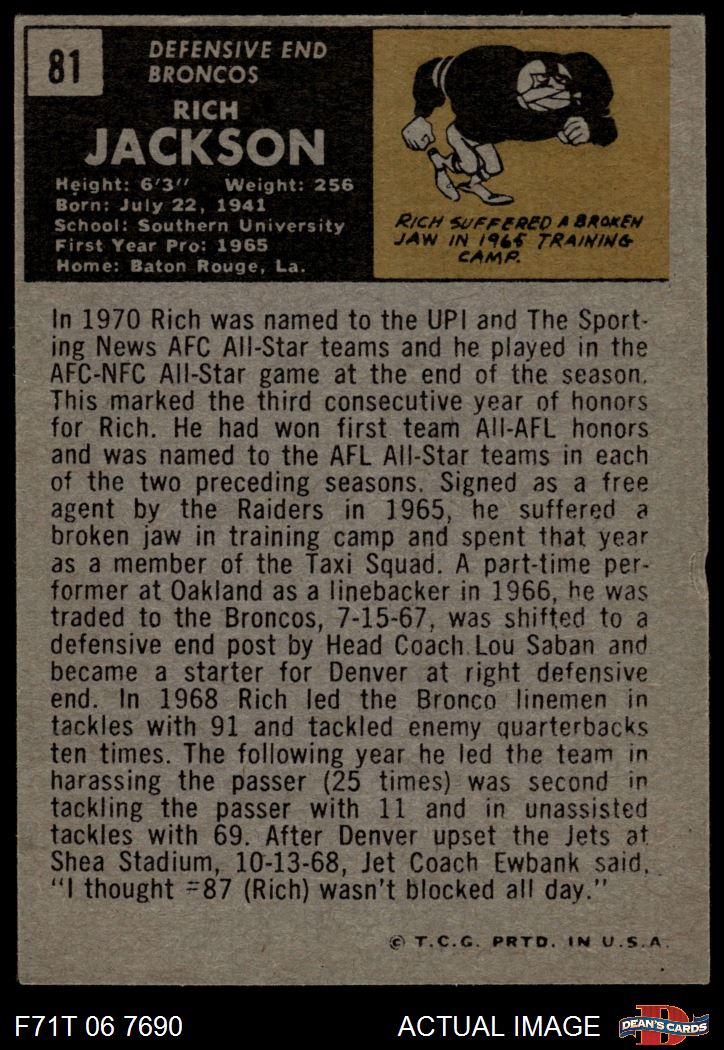 81
DEFENSIVE END
BRONCOS
RICH
JACKSON
Height: 6'3" Weight: 256
Born: July 22, 1941
School: Southern University
First Year Pro: 1965
Home: Baton Rouge, La.
RICH SUFFERED A BROKEN
JAW IN 1965 TRAINING
CAMP.
In 1970 Rich was named to the UPI and The Sport-
ing News AFC All-Star teams and he played in the
AFC-NFC All-Star game at the end of the season.
This marked the third consecutive year of honors
for Rich. He had won first team All-AFL honors
and was named to the AFL All-Star teams in each
of the two preceding seasons. Signed as a free
agent by the Raiders in 1965, he suffered a
broken jaw in training camp and spent that year
as a member of the Taxi Squad. A part-time per-
former at Oakland as a linebacker in 1966, he was
traded to the Broncos, 7-15-67, was shifted to a
defensive end post by Head Coach Lou Saban and
became a starter for Denver at right defensive
end. In 1968 Rich led the Bronco linemen in
tackles with 91 and tackled enemy quarterbacks
ten times. The following year he led the team in
harassing the passer (25 times) was second in
tackling the passer with 11 and in unassisted
tackles with 69. After Denver upset the Jets at
Shea Stadium, 10-13-68, Jet Coach Ewbank said,
"I thought #87 (Rich) wasn't blocked all day."
© T.C.G. PRTD. IN U.S.A.
F71T 06 7690 ACTUAL IMAGE
DEAN'S CARDS